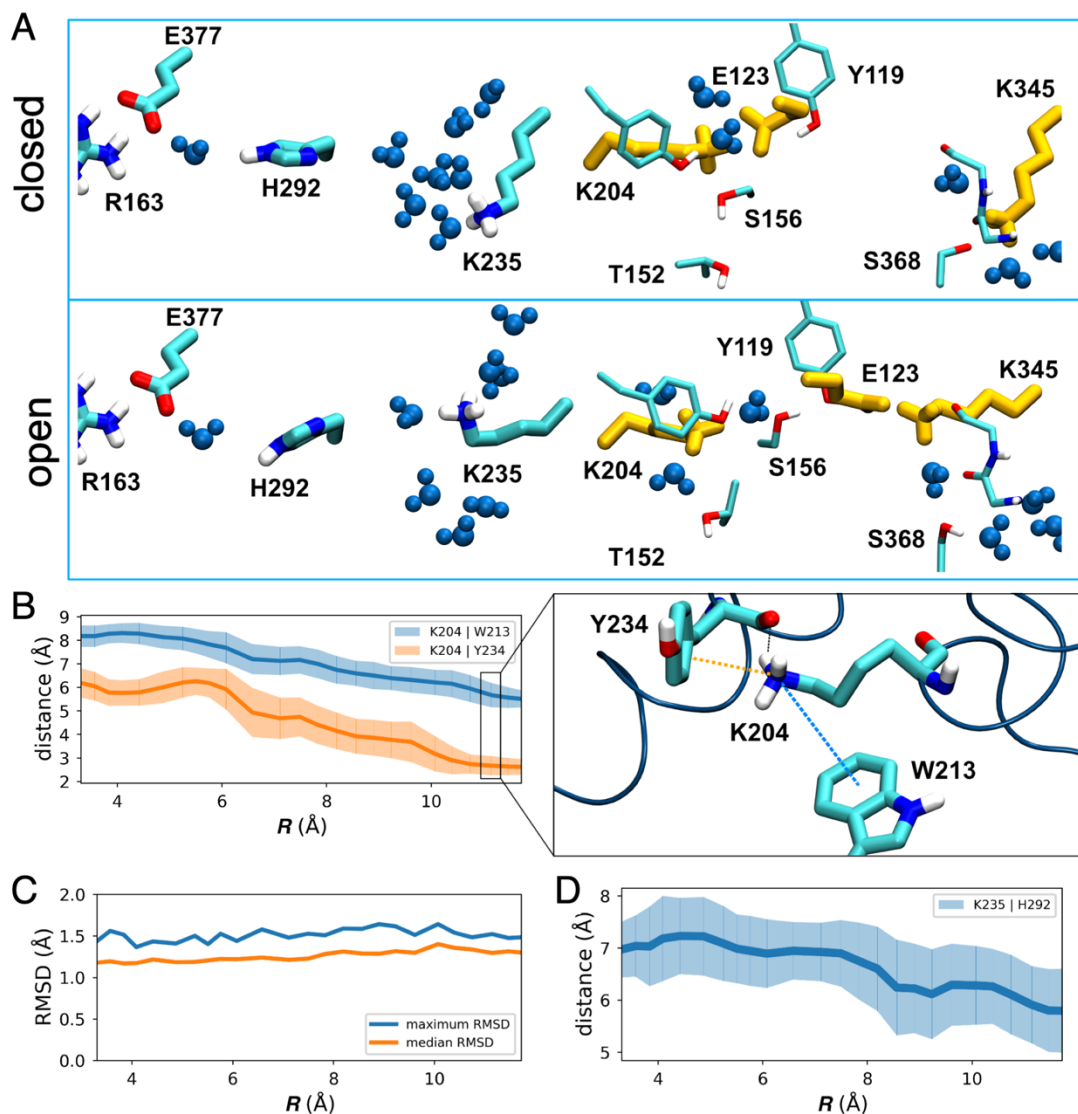 A
closed
E377
R163
H292
K235
K204
E123
Y119
S156
T152
K345
S368
open
E377
R163
H292
K235
K204
Y119
E123
S156
T152
K345
S368
B
distance (Å)
9
8
7
6
5
4
3
2
K204 | W213
K204 | Y234
4 6 8 10
R (Å)
Y234
K204
W213
C
RMSD (Å)
2.0
1.5
1.0
0.5
0.0
maximum RMSD
median RMSD
4 6 8 10
R (Å)
D
distance (Å)
8
7
6
5
K235 | H292
4 6 8 10
R (Å)